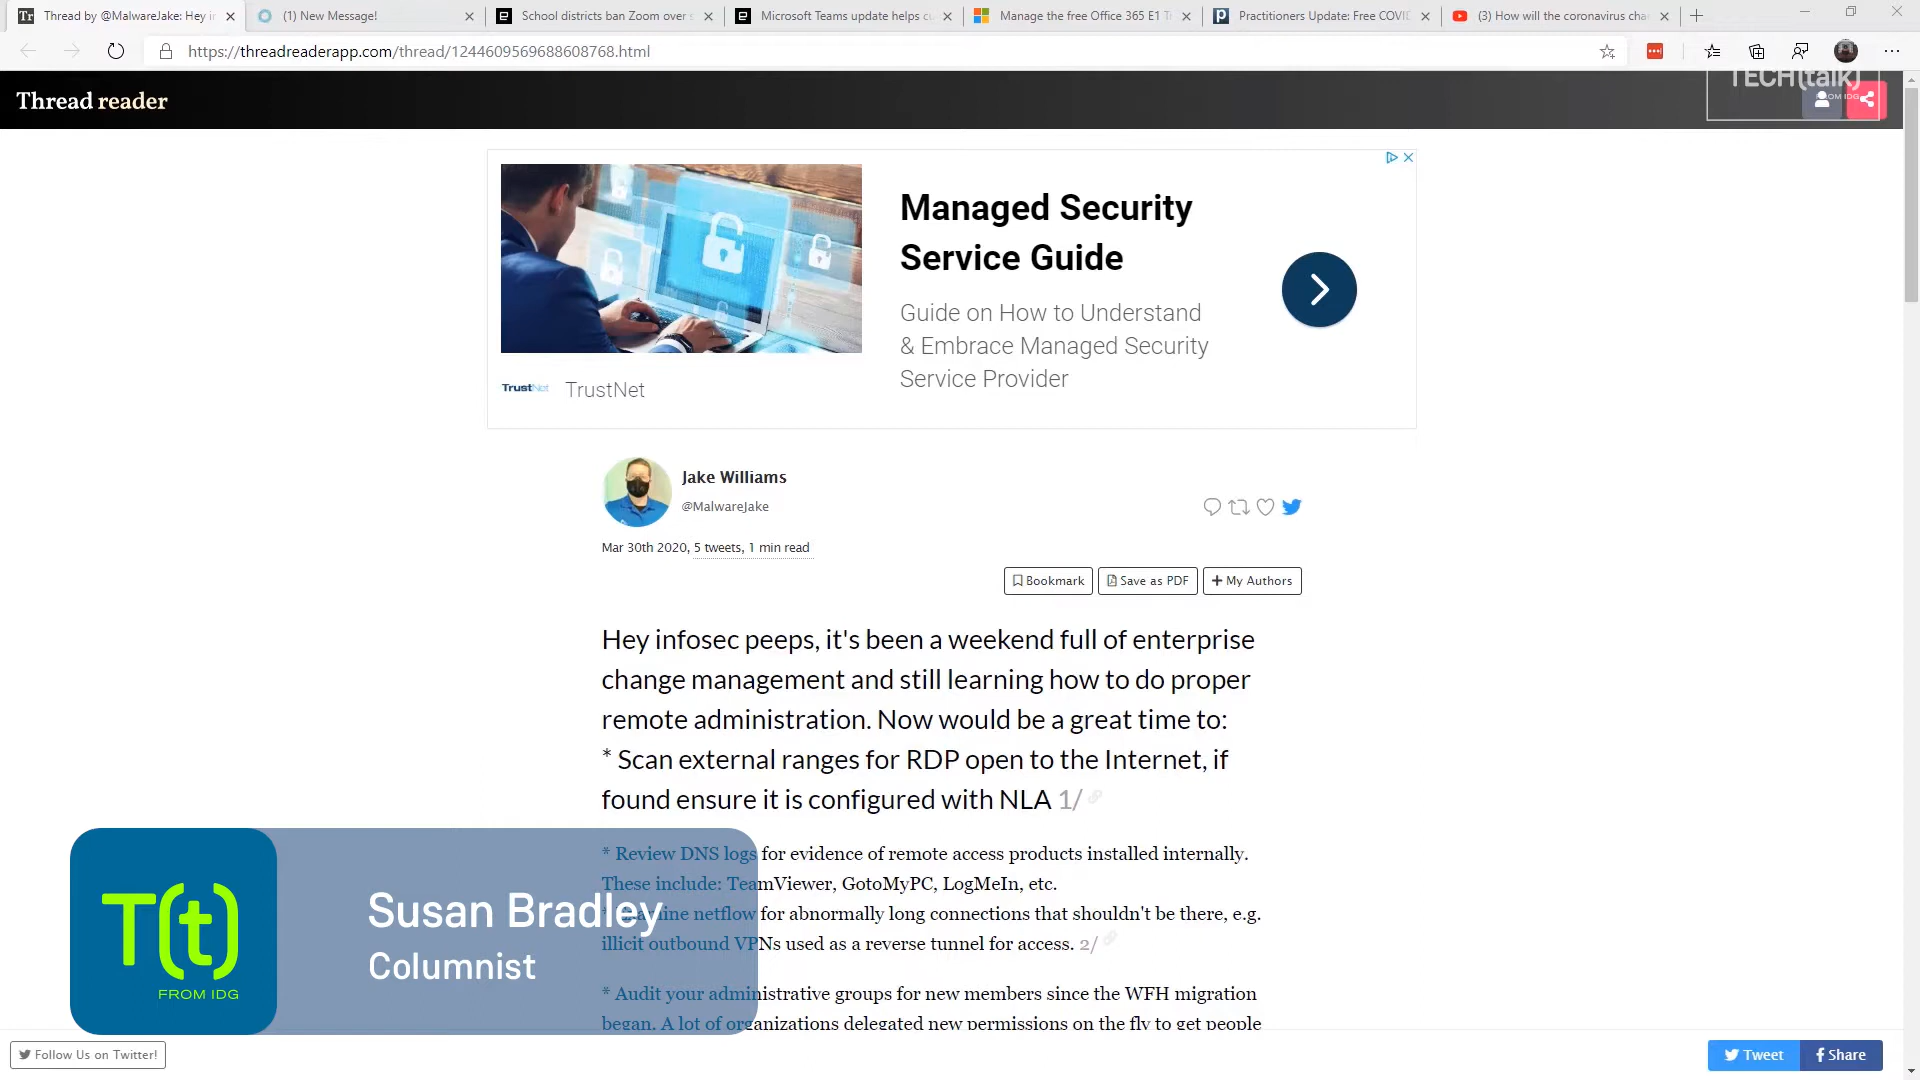 Tr Thread by @MalwareJake: Hey in
(1) New Message!
School districts ban Zoom over s
Microsoft Teams update helps cu
Manage the free Office 365 E1 Tr
Practitioners Update: Free COVID
(3) How will the coronavirus cha
https://threadreaderapp.com/thread/1244609569688608768.html
Thread reader
TECH(talk)
FROM IDG
Managed Security
Service Guide
Guide on How to Understand
& Embrace Managed Security
Service Provider
TrustNet TrustNet
Jake Williams
@MalwareJake
Mar 30th 2020, 5 tweets, 1 min read
Bookmark Save as PDF + My Authors
Hey infosec peeps, it's been a weekend full of enterprise
change management and still learning how to do proper
remote administration. Now would be a great time to:
* Scan external ranges for RDP open to the Internet, if
found ensure it is configured with NLA 1/
* Review DNS logs for evidence of remote access products installed internally.
These include: TeamViewer, GotoMyPC, LogMeIn, etc.
netflow for abnormally long connections that shouldn't be there, e.g.
illicit outbound VPNs used as a reverse tunnel for access. 2/
* Audit your administrative groups for new members since the WFH migration
began. A lot of organizations delegated new permissions on the fly to get people
T(t)
FROM IDG
Susan Bradley
Columnist
Follow Us on Twitter!
Tweet
Share